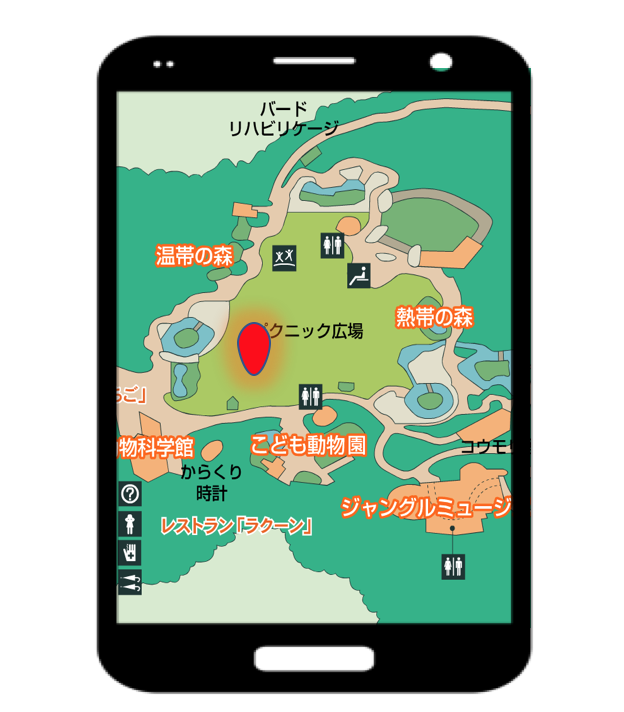 バード
リハビリケージ
温帯の森
クニック広場
熱帯の森
ご」
物科学館
こども動物園
コウモ
からくり
時計
?
ジャングルミュージ
レストラン「ラクーン」